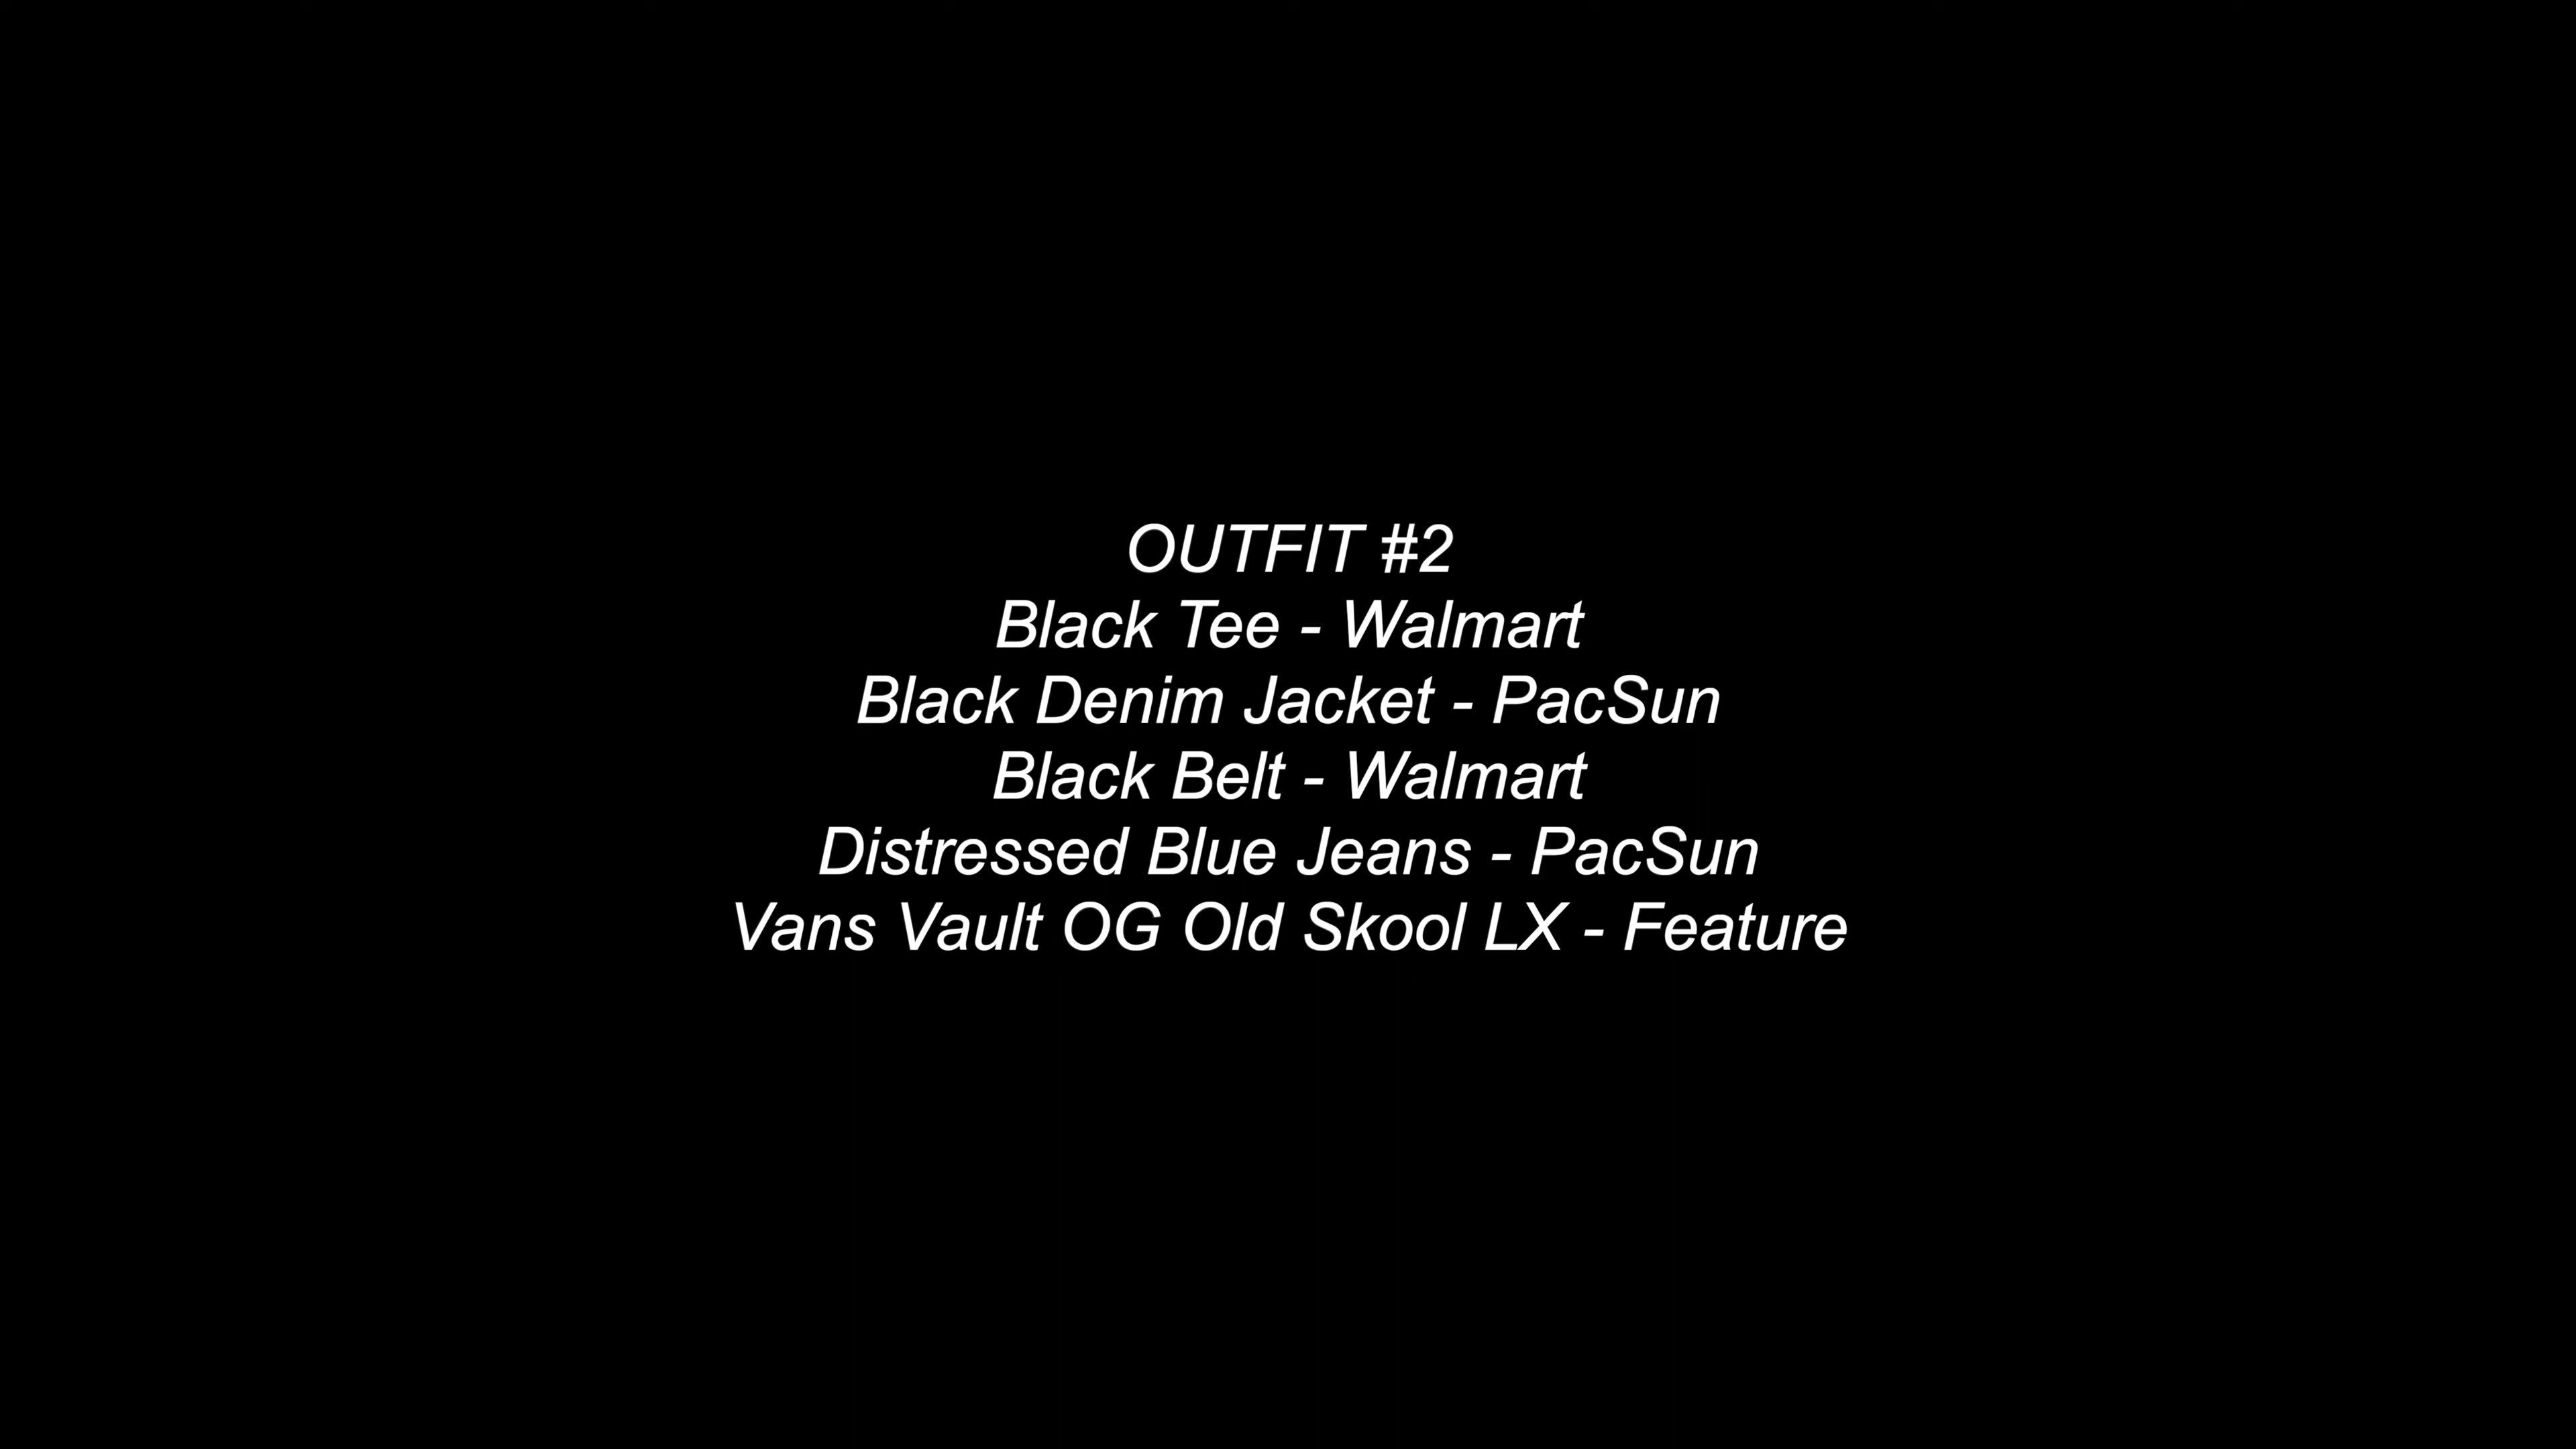 OUTFIT #2
Black Tee - Walmart
Black Denim Jacket - PacSun
Black Belt - Walmart
Distressed Blue Jeans - PacSun
Vans Vault OG Old Skool LX - Feature